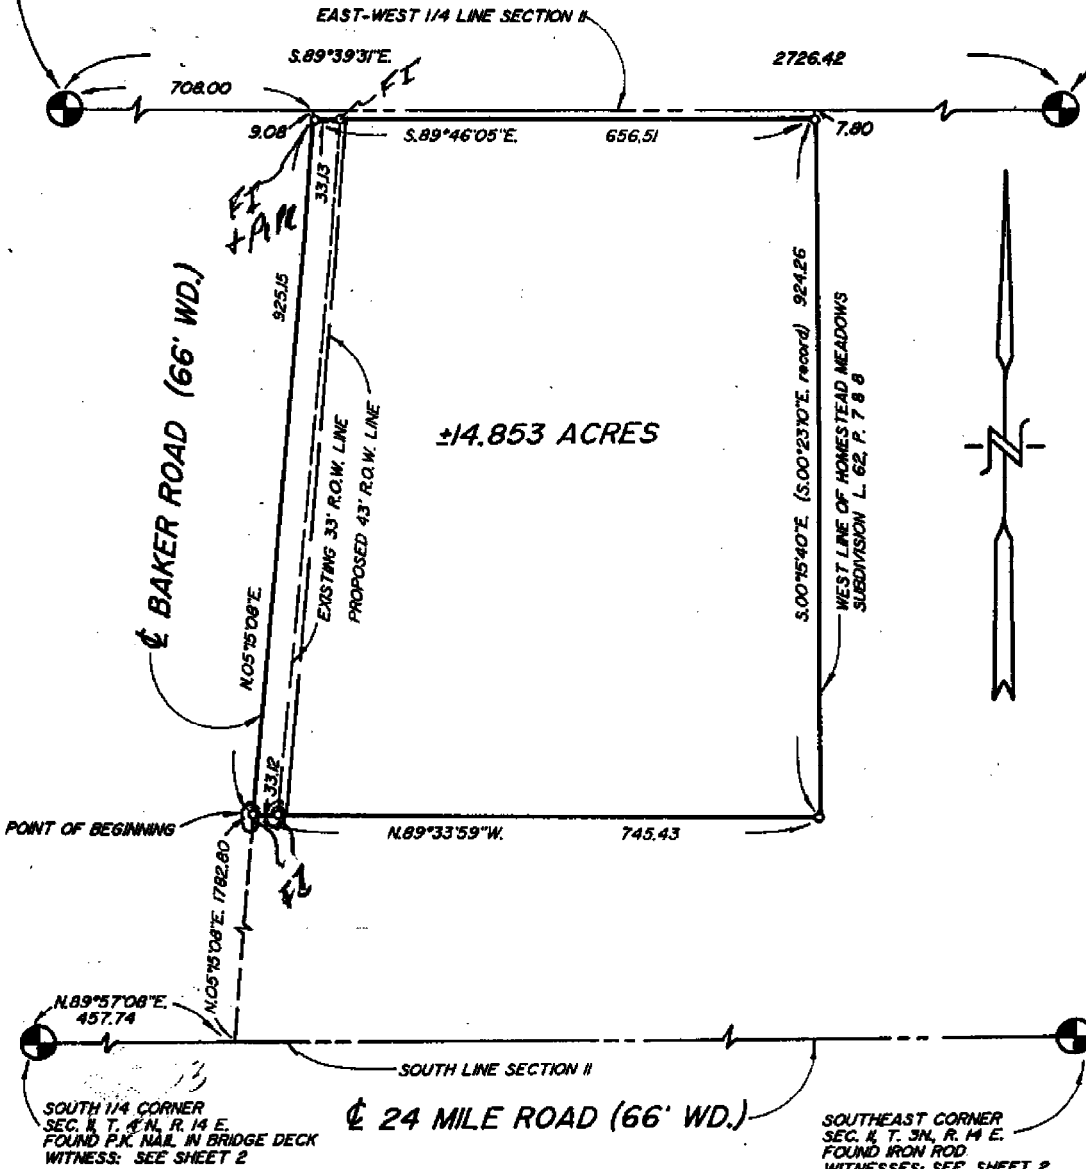 EAST-WEST 1/4 LINE SECTION 11
S.89°39'31"E.
2726.42
708.00
FI
9.08
S.89°46'05"E.
656.51
7.80
33.13
FI
925.15
℄ BAKER ROAD (66' WD.)
N.05°15'08"E.
EXISTING 33' R.O.W. LINE
PROPOSED 43' R.O.W. LINE
±14.853 ACRES
S.00°15'40"E. (S.00°23'10"E. record) 924.26
WEST LINE OF HOMESTEAD MEADOWS
SUBDIVISION L. 62, P. 7 & 8
N
33.12
POINT OF BEGINNING
N.89°33'59"W.
745.43
FI
N.05°15'08"E. 1782.80
N.89°57'08"E.
457.74
SOUTH LINE SECTION 11
℄ 24 MILE ROAD (66' WD.)
SOUTH 1/4 CORNER
SEC. 11, T. N., R. 14 E.
FOUND P.K. NAIL IN BRIDGE DECK
WITNESS: SEE SHEET 2
SOUTHEAST CORNER
SEC. 11, T. 3N., R. 14 E.
FOUND IRON ROD
WITNESSES: SEE SHEET 2